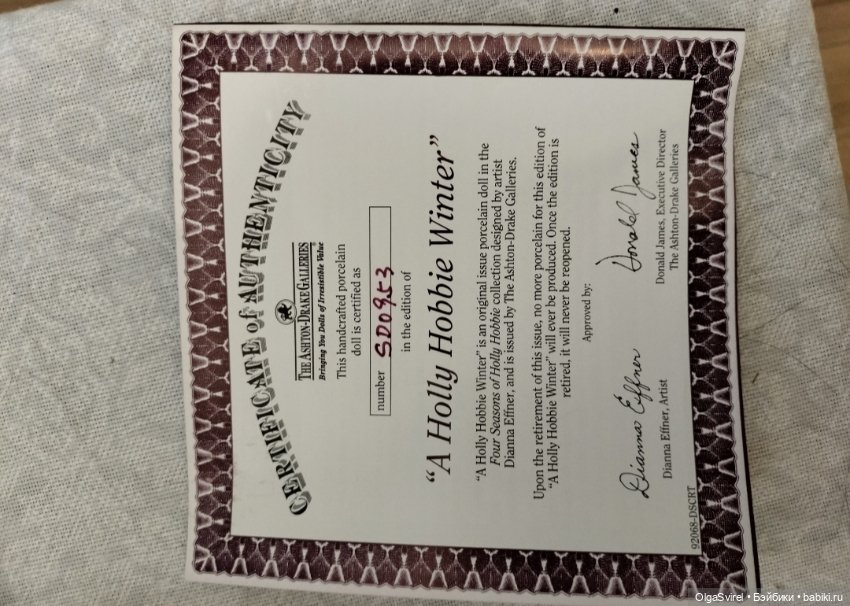 CERTIFICATE of AUTHENTICITY
THE ASHTON-DRAKE GALLERIES
Bringing You Dolls of Irresistible Value
This handcrafted porcelain
doll is certified as
number SD0953
in the edition of
“A Holly Hobbie Winter”
“A Holly Hobbie Winter” is an original issue porcelain doll in the
Four Seasons of Holly Hobbie collection designed by artist
Dianna Effner, and is issued by The Ashton-Drake Galleries.
Upon the retirement of this issue, no more porcelain for this edition of
“A Holly Hobbie Winter” will ever be produced. Once the edition is
retired, it will never be reopened.
Approved by:
Dianna Effner
Donald James
Dianna Effner, Artist
Donald James, Executive Director
The Ashton-Drake Galleries
92068-DSCRT
OlgaSvirel • Бэйбики • babiki.ru